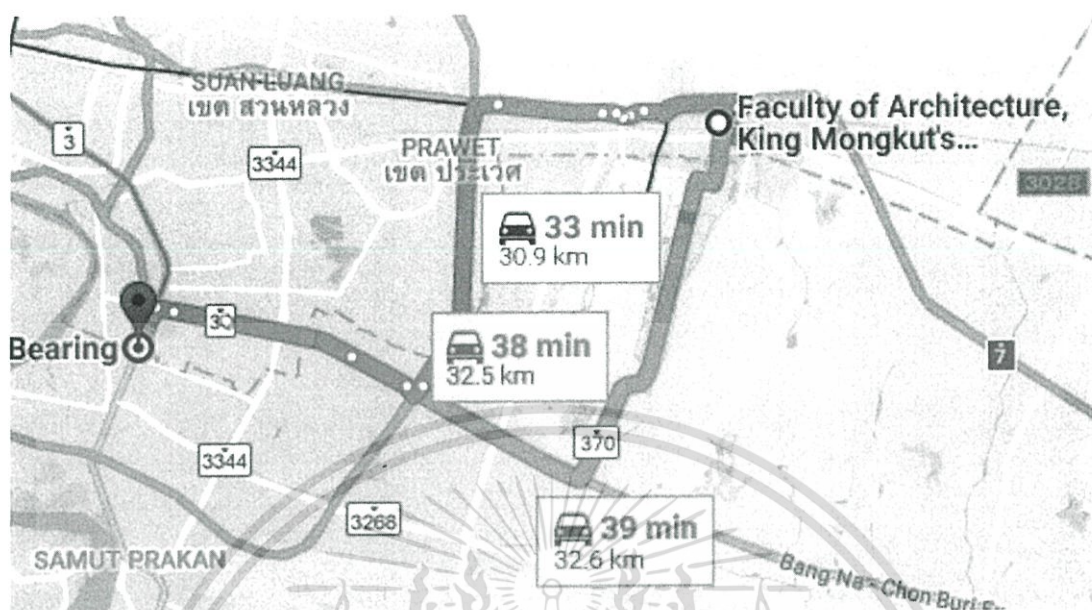 SUAN LUANG
เขต สวนหลวง
3
3344
PRAWET
เขต ประเวศ
Faculty of Architecture,
King Mongkut's...
3026
33 min
30.9 km
Bearing
38 min
32.5 km
7
370
3344
3268
39 min
32.6 km
SAMUT PRAKAN
Bang Na - Chon Buri